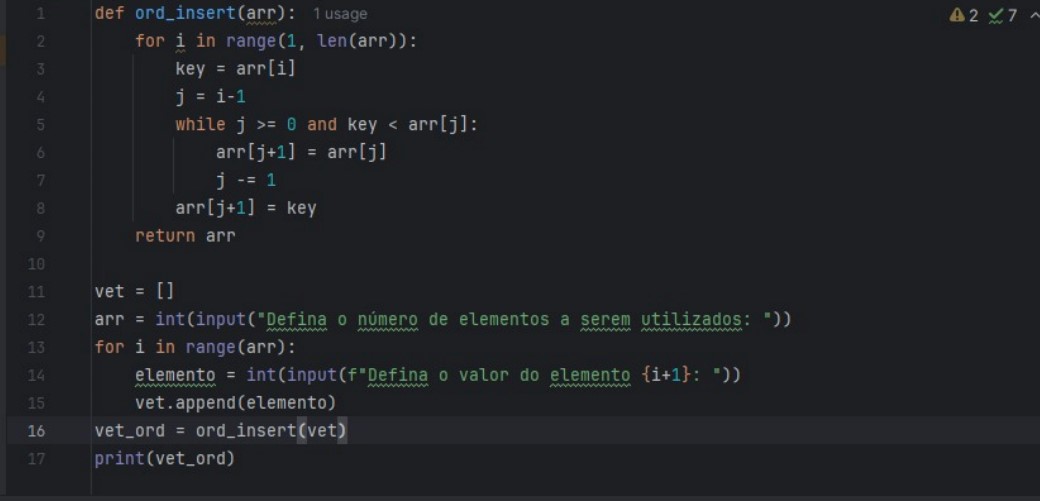 1 def ord_insert(arr): 1 usage 2 7
2     for i in range(1, len(arr)):
3         key = arr[i]
4         j = i-1
5         while j >= 0 and key < arr[j]:
6             arr[j+1] = arr[j]
7             j -= 1
8         arr[j+1] = key
9     return arr
10
11 vet = []
12 arr = int(input("Defina o número de elementos a serem utilizados: "))
13 for i in range(arr):
14     elemento = int(input(f"Defina o valor do elemento {i+1}: "))
15     vet.append(elemento)
16 vet_ord = ord_insert(vet)
17 print(vet_ord)